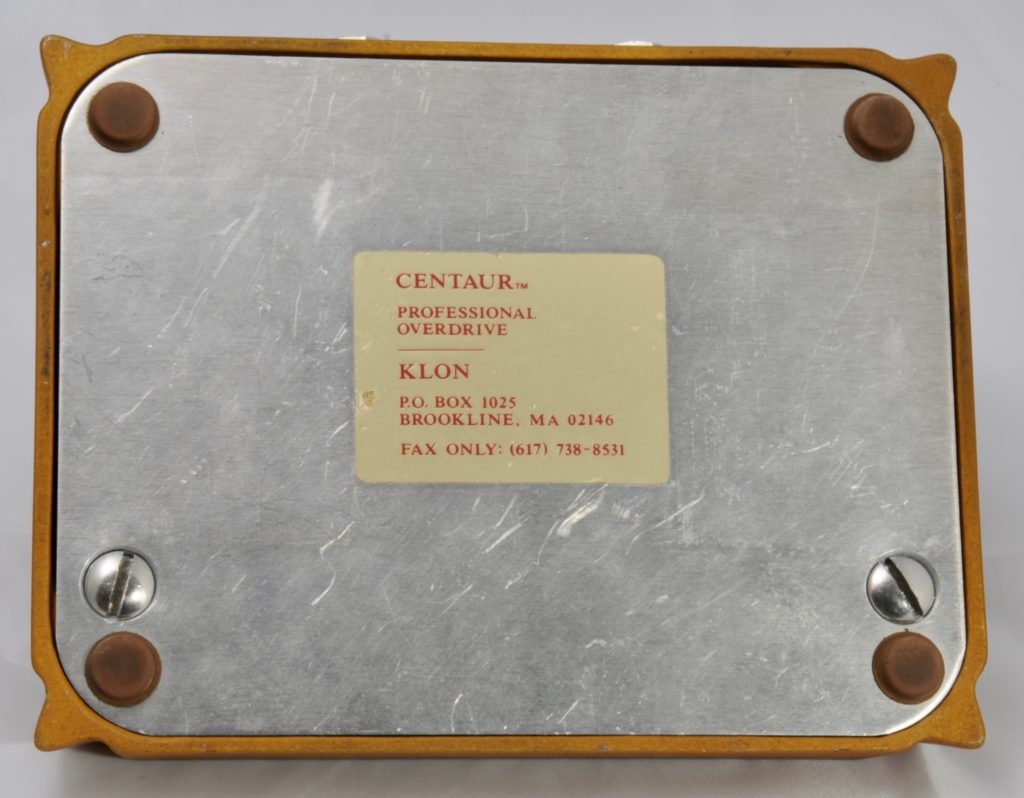 CENTAUR™
PROFESSIONAL
OVERDRIVE
KLON
P.O. BOX 1025
BROOKLINE, MA 02146
FAX ONLY: (617) 738-8531